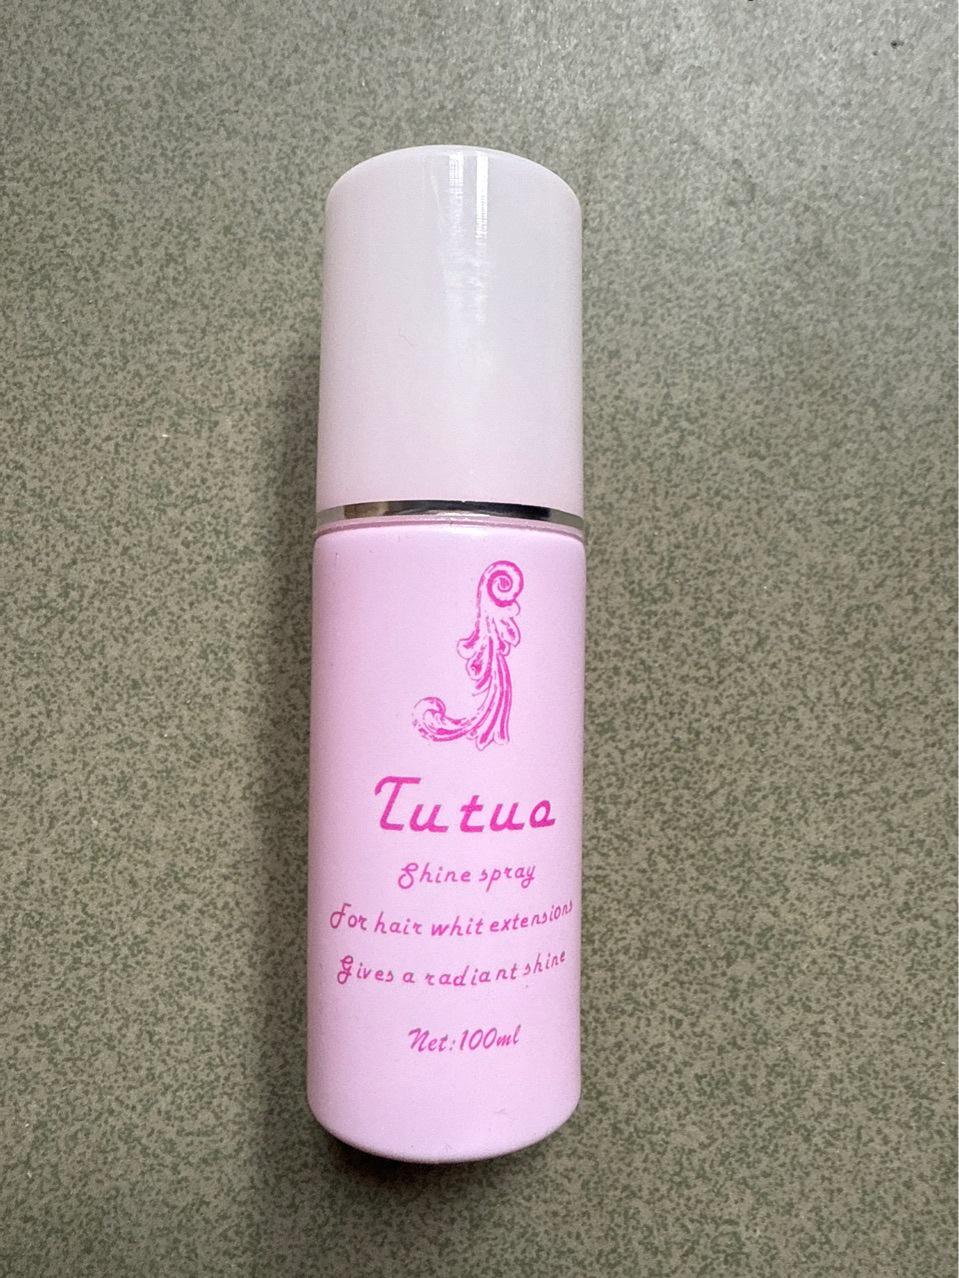 Tutuo
Shine spray
For hair whit extensions
Gives a radiant shine
Net:100ml